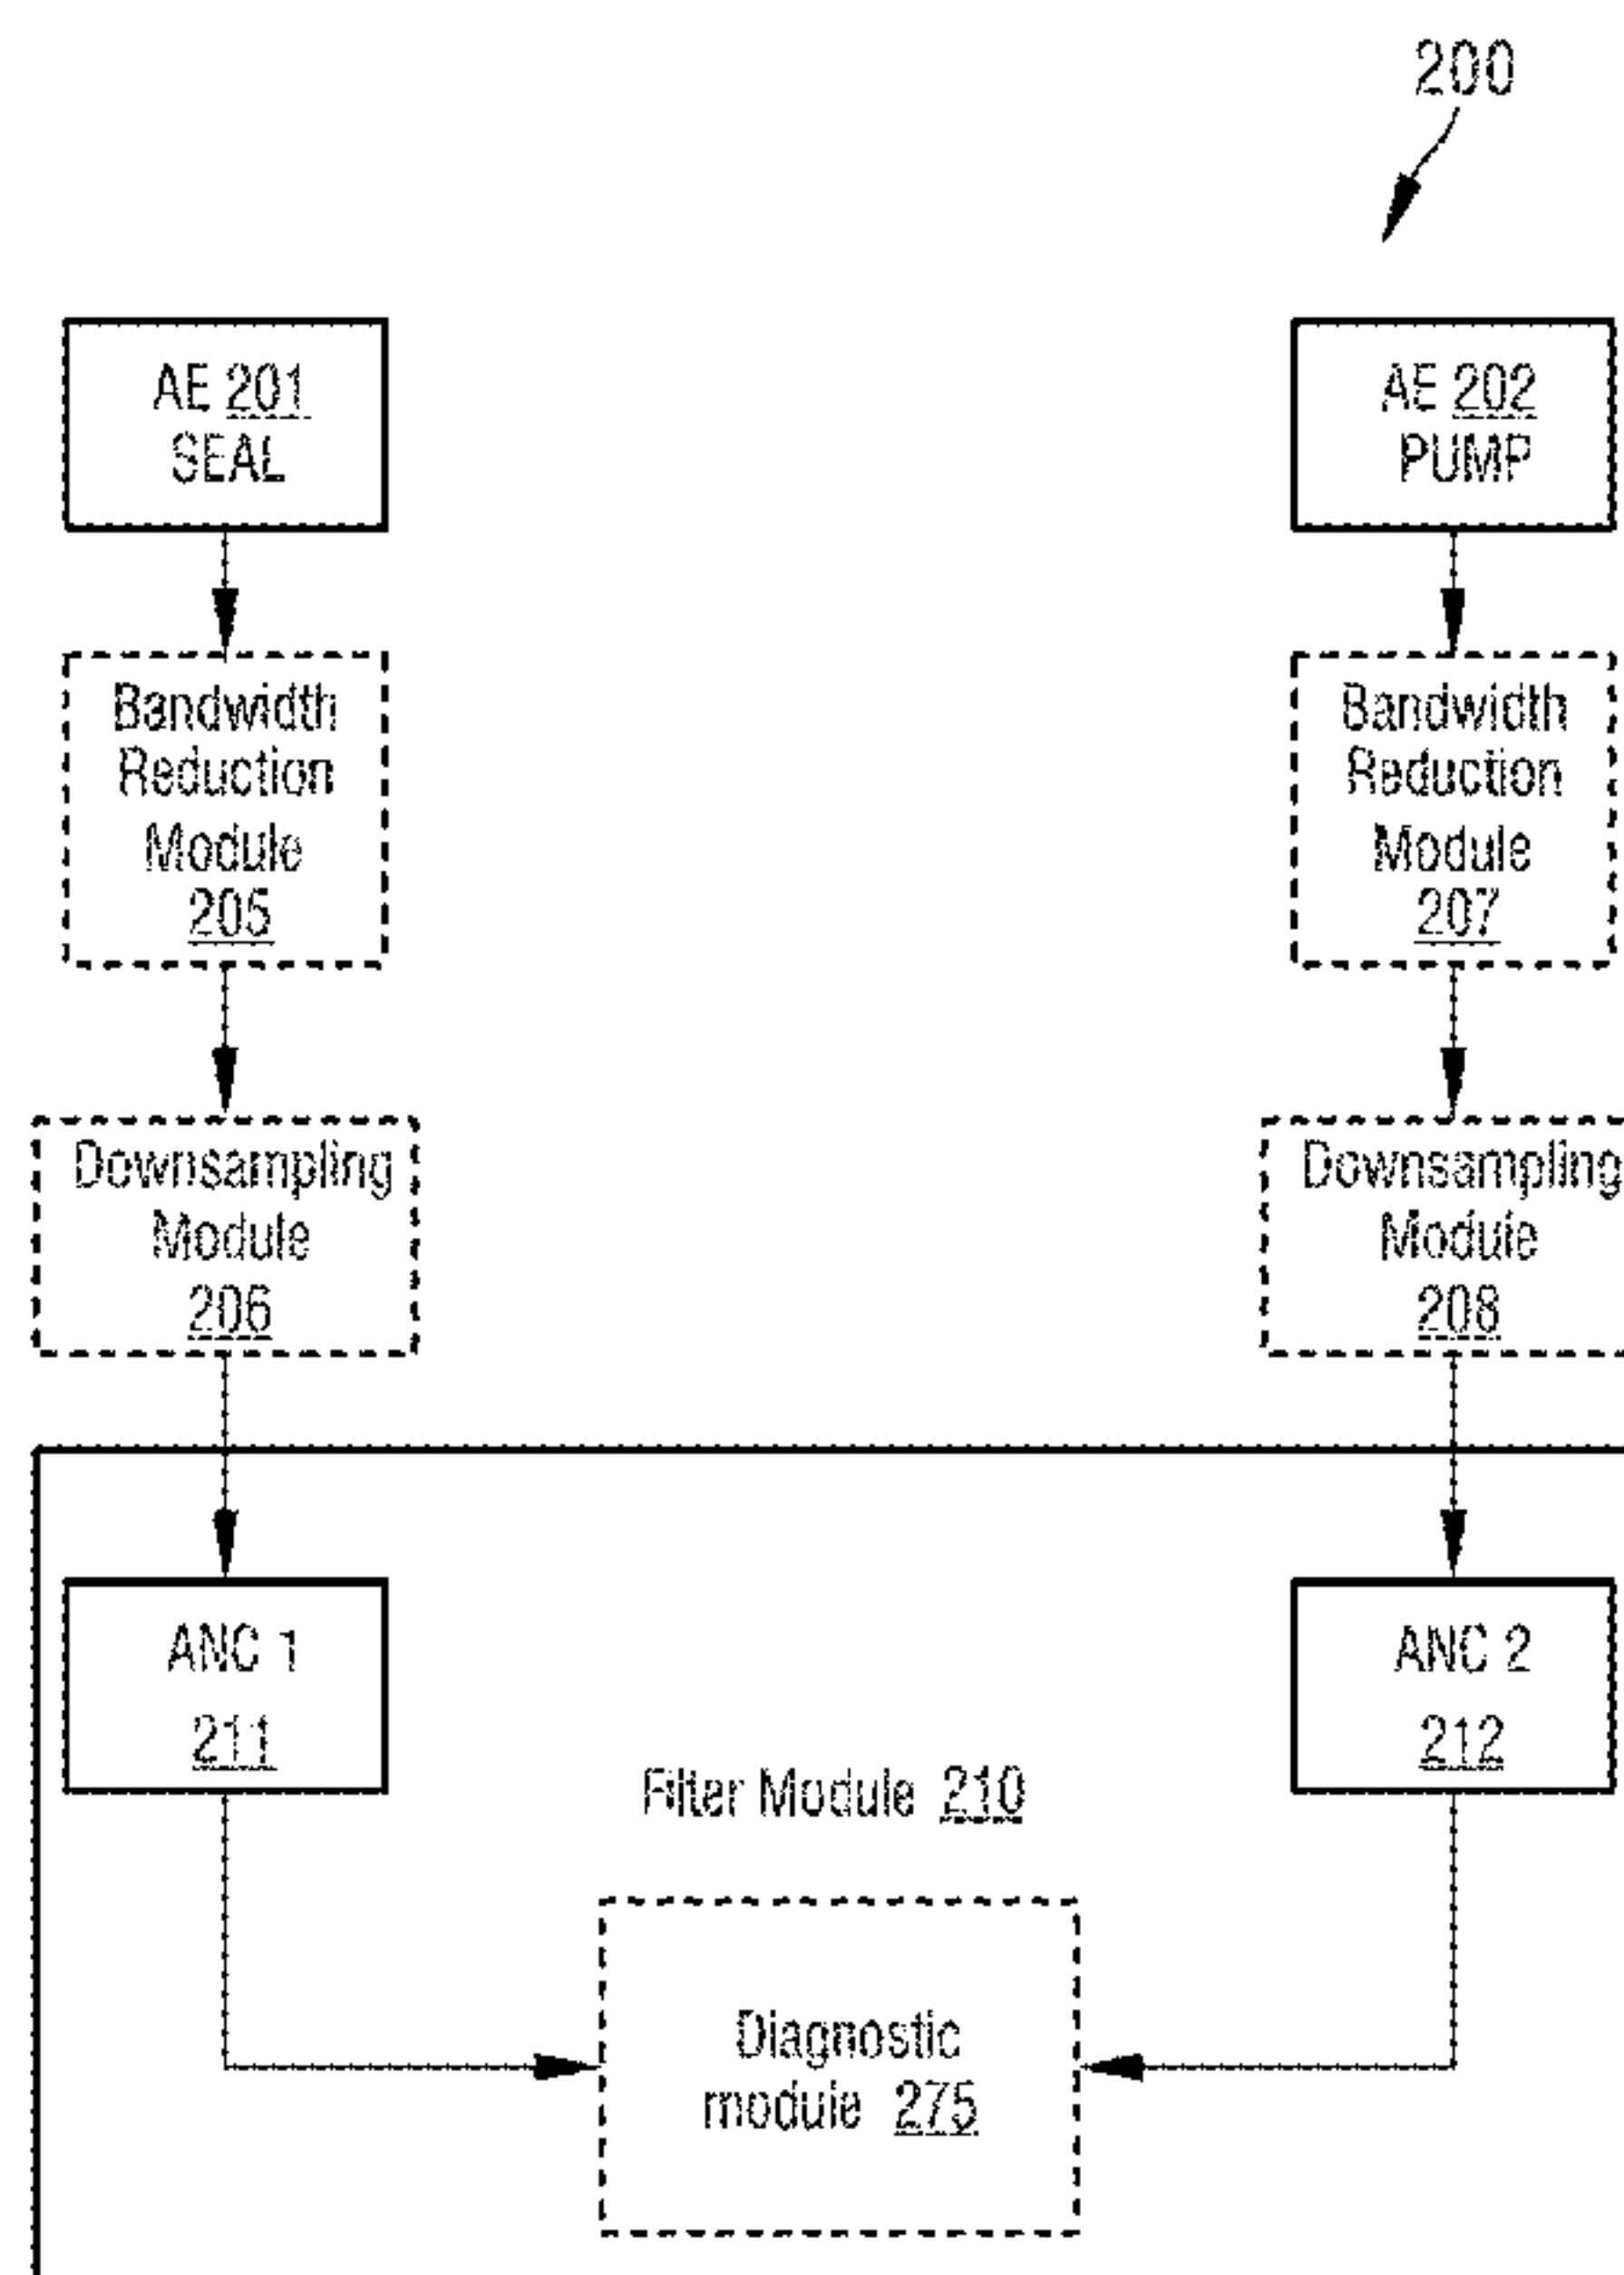 200
AE 201
SEAL
AE 202
PUMP
Bandwidth
Reduction
Module
205
Bandwidth
Reduction
Module
207
Downsampling
Module
206
Downsampling
Module
208
ANC 1
211
ANC 2
212
Filter Module 210
Diagnostic
module 275